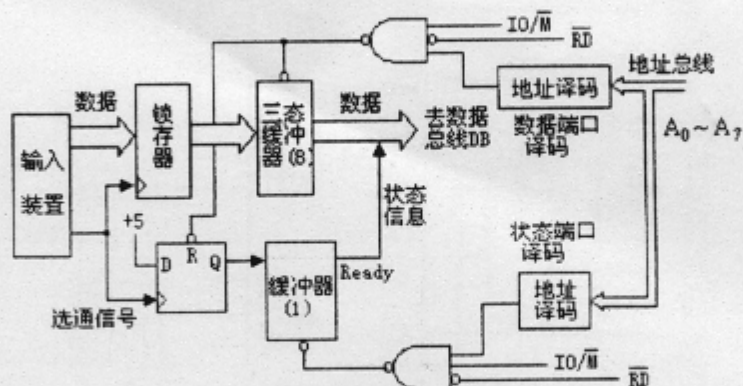 IO/M̅
R̅D̅
地址总线
地址译码
数据端口
译码
A₀～A₇
数据
锁存器
三态缓冲器(8)
数据
去数据
总线DB
输入
装置
状态
信息
+5
D
R
Q
缓冲器
(1)
Ready
选通信号
状态端口
译码
地址
译码
IO/M̅
R̅D̅